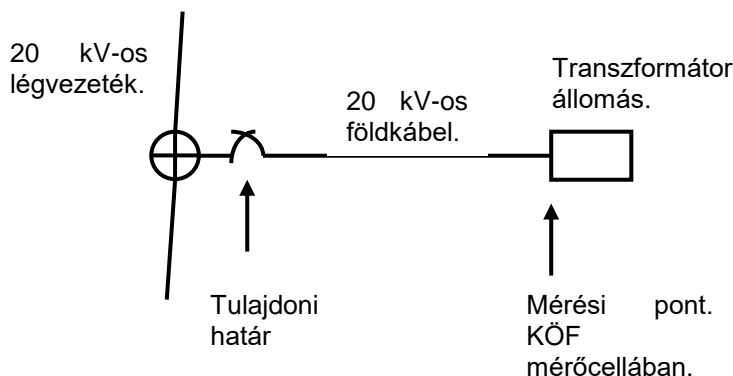 20 kV-os
légvezeték.
Transzformátor
állomás.
20 kV-os
földkábel.
Tulajdoni
határ
Mérési pont.
KÖF
mérőcellában.